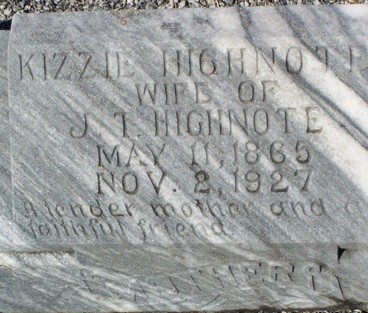 KIZZIE HIGHNOTE
WIFE OF
J. T. HIGHNOTE
MAY 11, 1865
NOV. 2, 1927
A tender mother and a
faithful friend